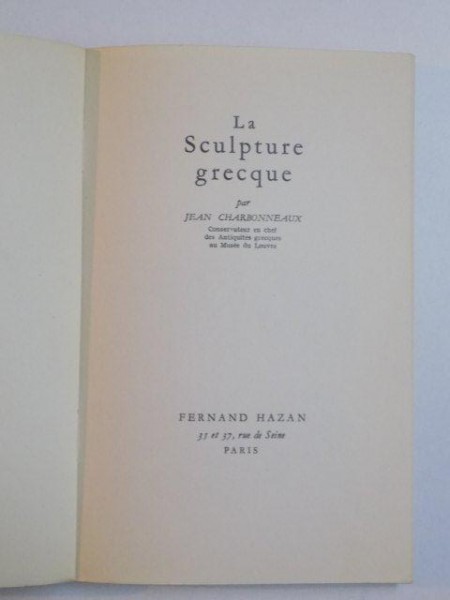 La
Sculpture
grecque
par
JEAN CHARBONNEAUX
Conservateur en chef
des Antiquités grecques
au Musée du Louvre
FERNAND HAZAN
35 et 37, rue de Seine
PARIS